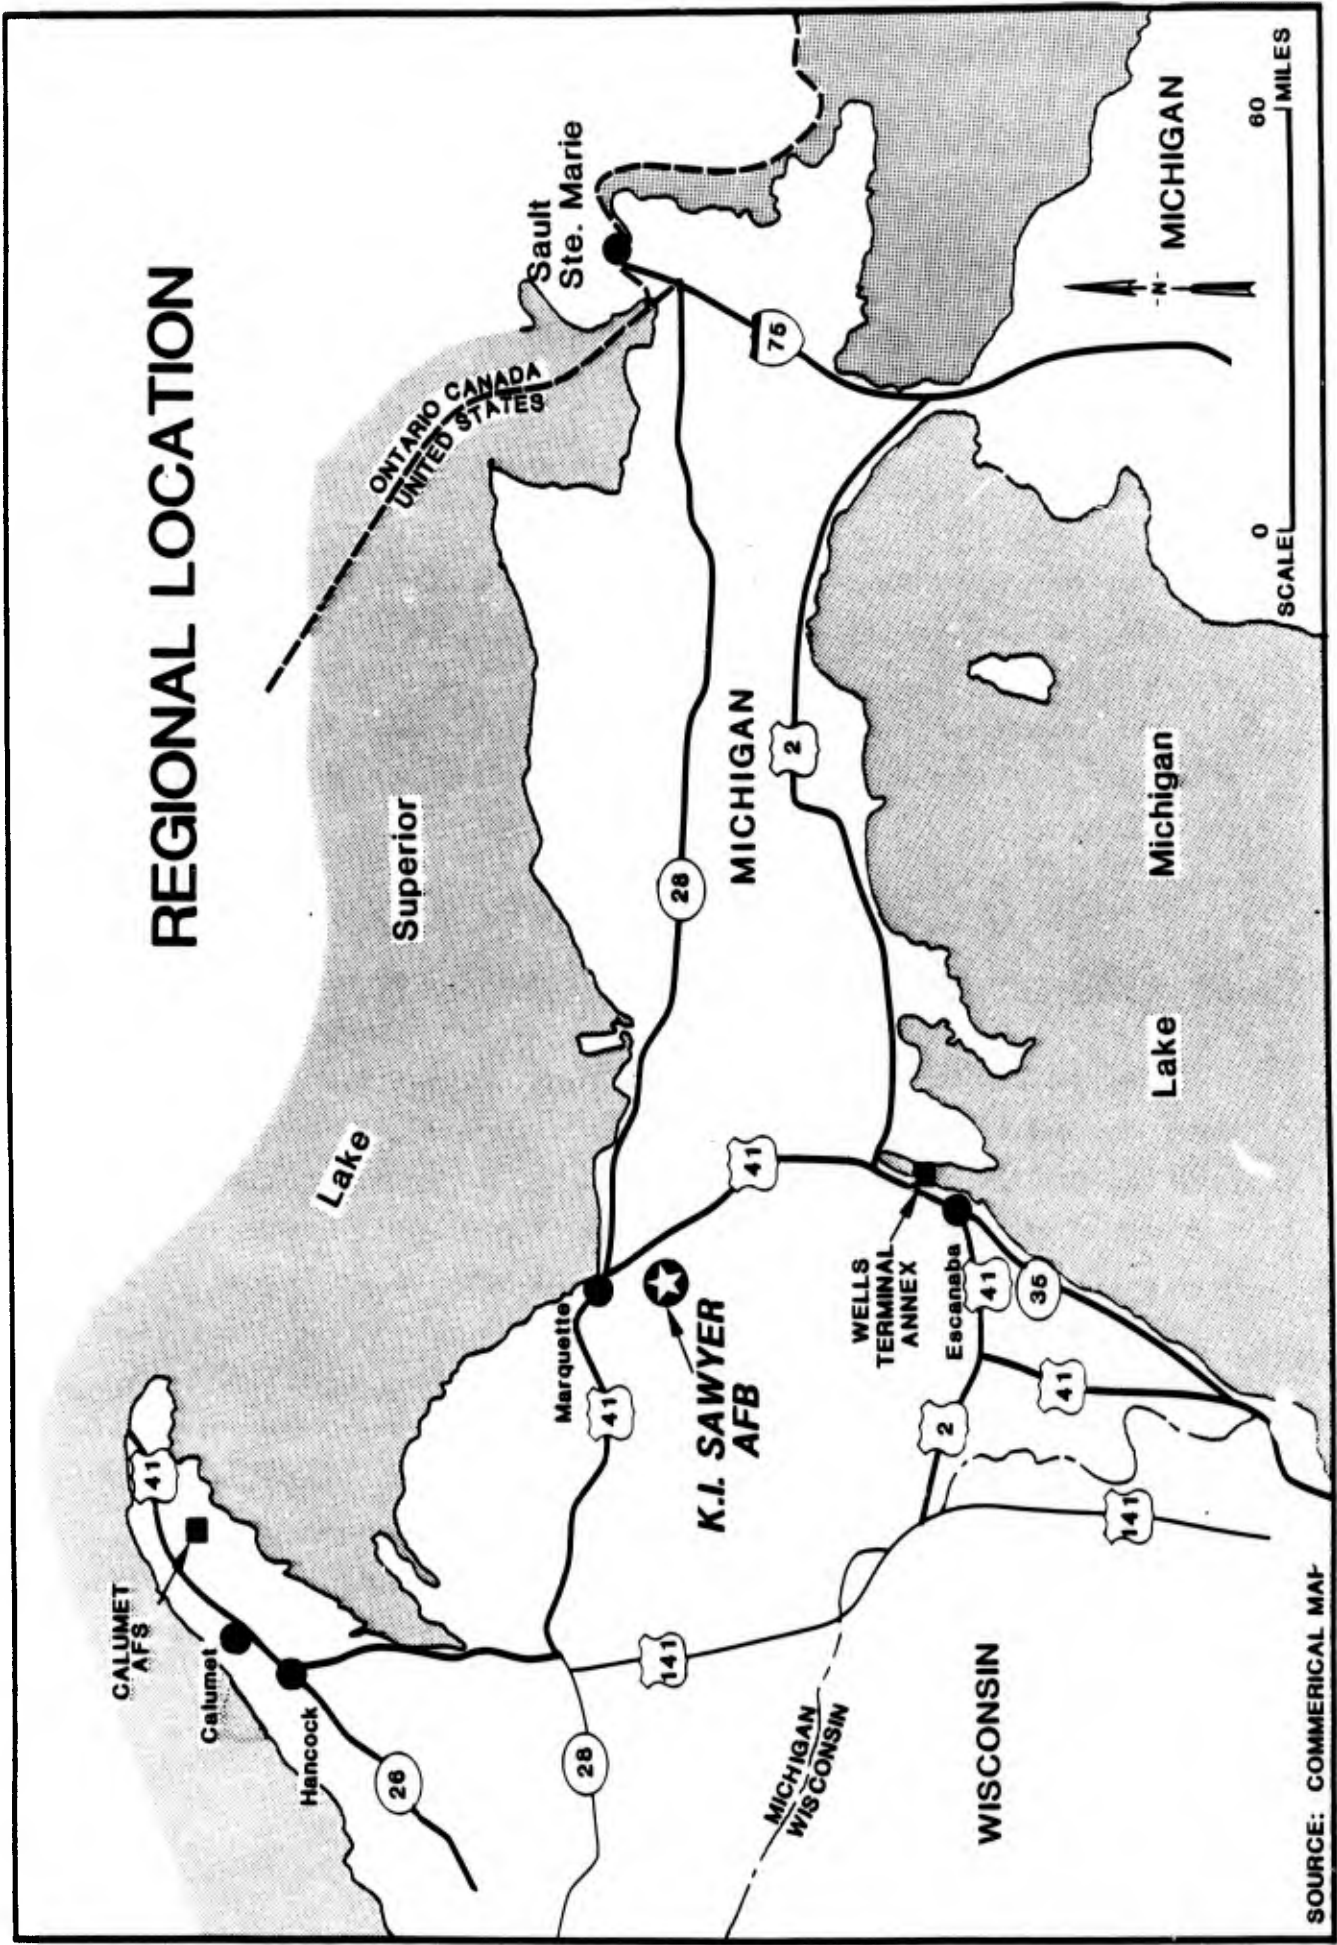 REGIONAL LOCATION
CALUMET
AFS
41
Calumet
Hancock
26
28
Lake
Superior
ONTARIO CANADA
UNITED STATES
Sault
Ste. Marie
Marquette
41
41
28
75
K.I. SAWYER
AFB
MICHIGAN
2
141
MICHIGAN
WISCONSIN
WELLS
TERMINAL
ANNEX
Escanaba
41
35
2
41
141
WISCONSIN
Lake
Michigan
-N-
MICHIGAN
0
60
SCALE
MILES
SOURCE: COMMERICAL MAP